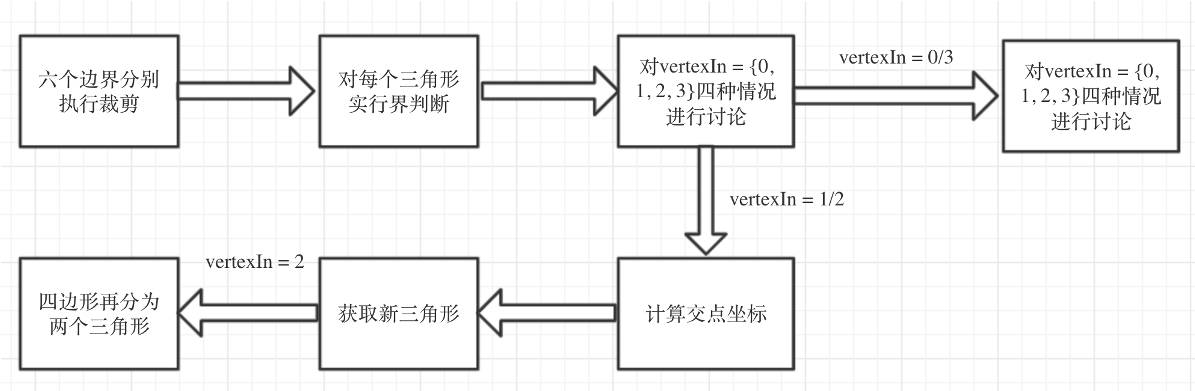 六个边界分别
执行裁剪
对每个三角形
实行界判断
对vertexIn = {0,
1, 2, 3}四种情况
进行讨论
vertexIn = 0/3
对vertexIn = {0,
1, 2, 3}四种情况
进行讨论
vertexIn = 1/2
计算交点坐标
获取新三角形
vertexIn = 2
四边形再分为
两个三角形